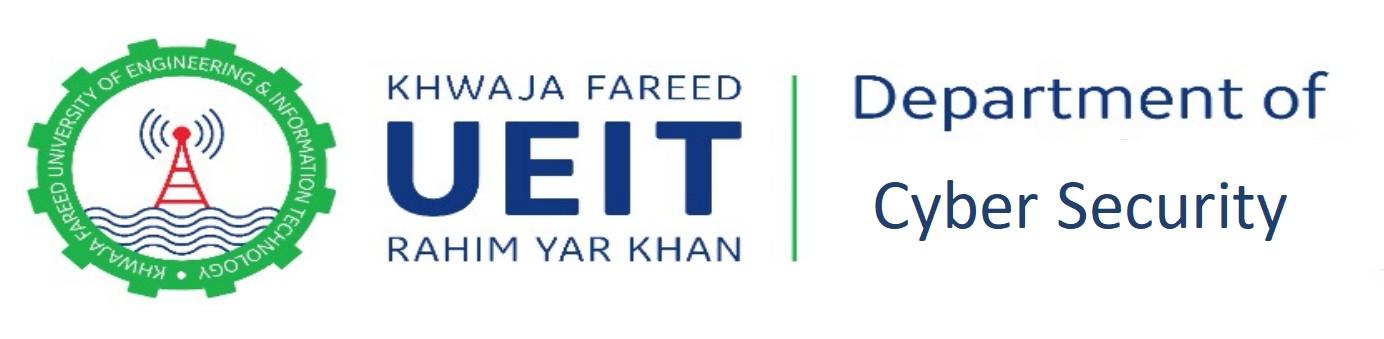 KHWAJA FAREED UNIVERSITY OF ENGINEERING & INFORMATION TECHNOLOGY •
KHWAJA FAREED
UEIT
RAHIM YAR KHAN
Department of
Cyber Security